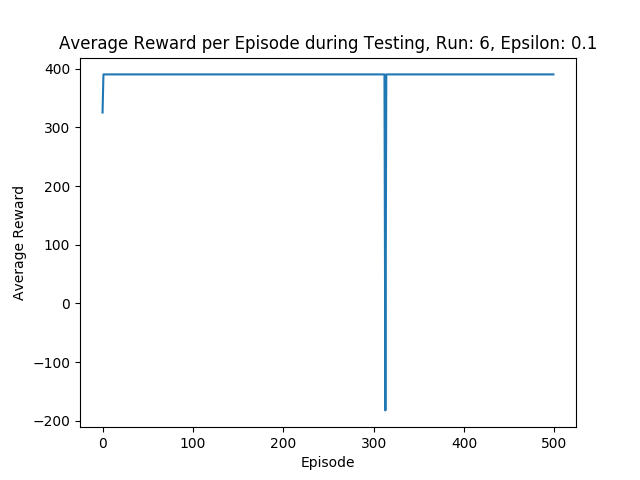 Average Reward per Episode during Testing, Run: 6, Epsilon: 0.1
400
300
200
100
0
−100
−200
Average Reward
0 100 200 300 400 500
Episode